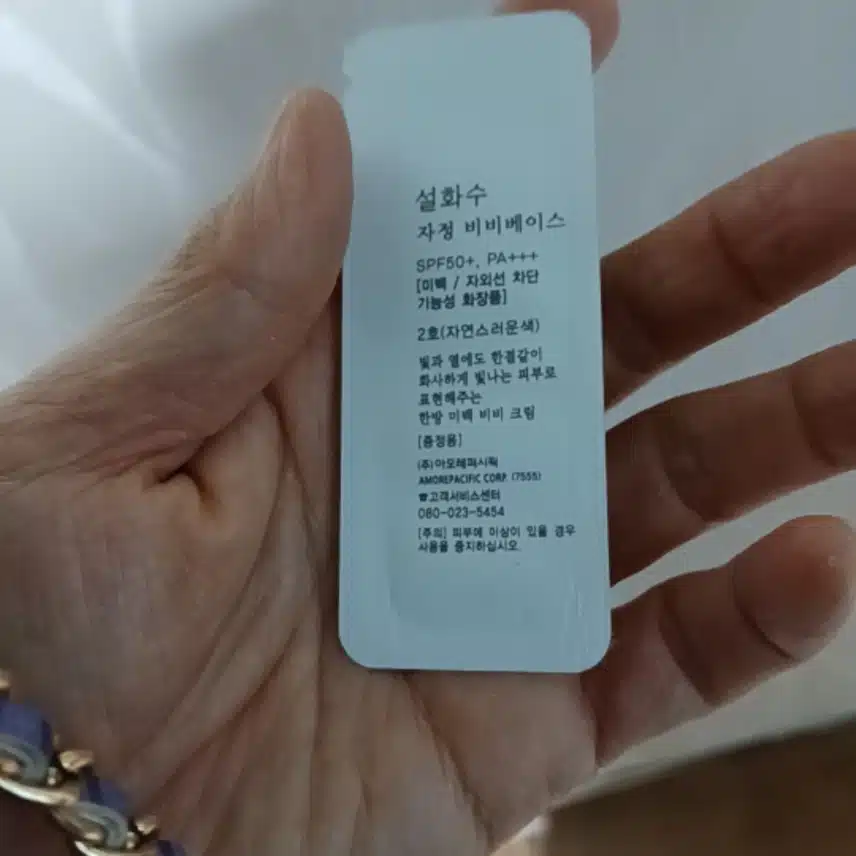 설화수
자정 비비베이스
SPF50+, PA+++
[미백 / 자외선 차단
기능성 화장품]
2호(자연스러운색)
빛과 열에도 한결같이
화사하게 빛나는 피부로
표현해주는
한방 미백 비비 크림
[증정용]
(주)아모레퍼시픽
AMOREPACIFIC CORP. (7555)
☎고객서비스센터
080-023-5454
[주의] 피부에 이상이 있을 경우
사용을 중지하십시오.